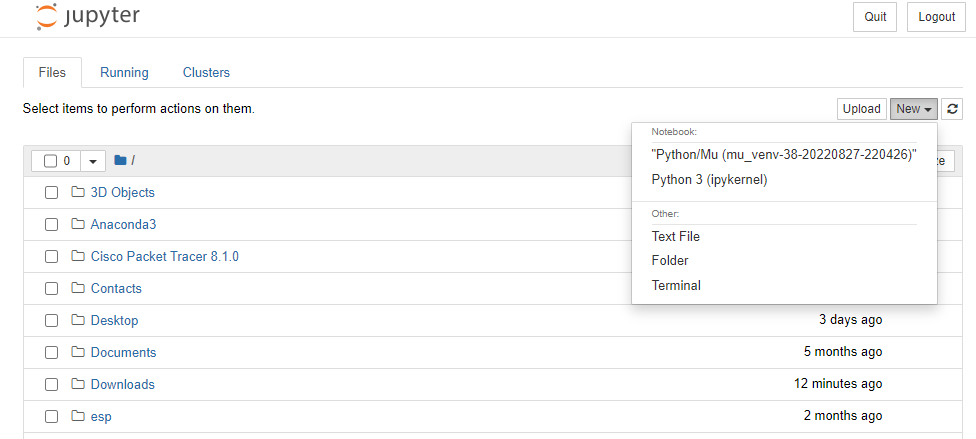 jupyter
Quit
Logout
Files
Running
Clusters
Select items to perform actions on them.
Upload
New
Notebook:
"Python/Mu (mu_venv-38-20220827-220426)"
Python 3 (ipykernel)
Other:
Text File
Folder
Terminal
0
/
ze
3D Objects
Anaconda3
Cisco Packet Tracer 8.1.0
Contacts
Desktop
3 days ago
Documents
5 months ago
Downloads
12 minutes ago
esp
2 months ago